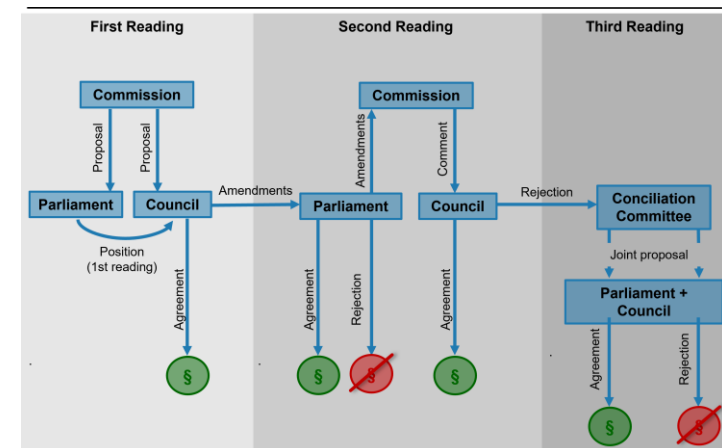 First Reading
Second Reading
Third Reading
Commission
Proposal
Proposal
Parliament
Council
Position
(1st reading)
Agreement
§
Amendments
Commission
Amendments
Comment
Parliament
Council
Agreement
Rejection
Agreement
§
§
§
Rejection
Conciliation
Committee
Joint proposal
Parliament +
Council
Agreement
Rejection
§
§